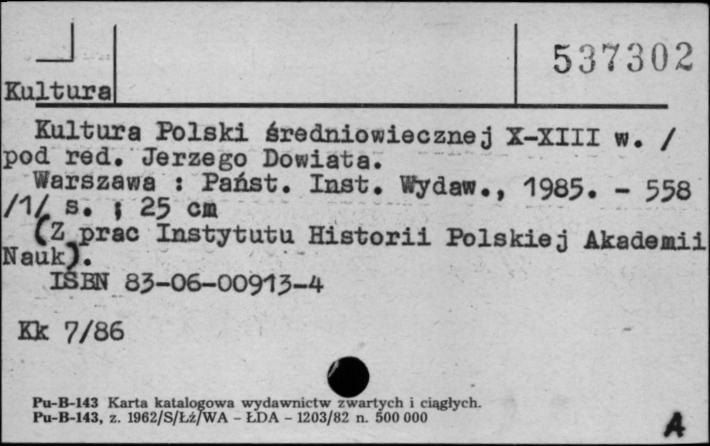 537302
Kultura
Kultura Polski średniowiecznej X-XIII w. /
pod red. Jerzego Dowiata.
Warszawa : Państ. Inst. Wydaw., 1985. - 558
/1/ s. ; 25 cm
(Z prac Instytutu Historii Polskiej Akademii
Nauk).
ISBN 83-06-00913-4
Kk 7/86
Pu-B-143 Karta katalogowa wydawnictw zwartych i ciągłych.
Pu-B-143, z. 1962/S/Łź/WA - ŁDA - 1203/82 n. 500 000
A